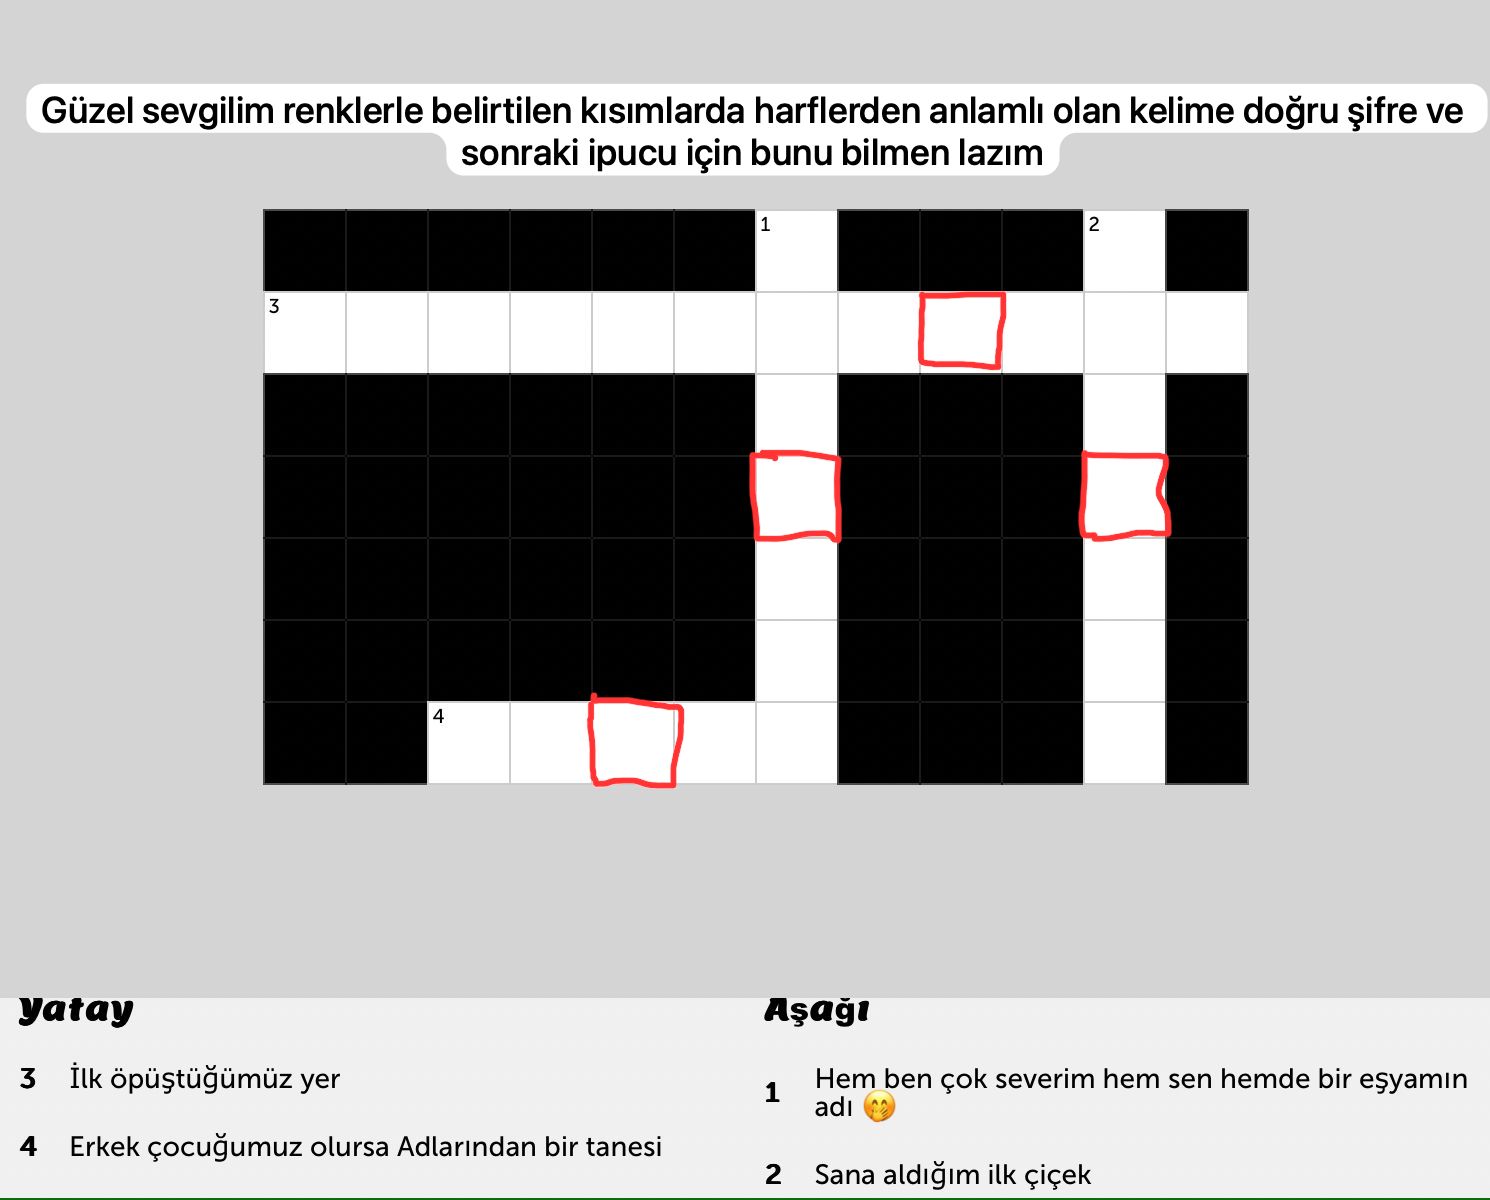 Güzel sevgilim renklerle belirtilen kısımlarda harflerden anlamlı olan kelime doğru şifre ve
sonraki ipucu için bunu bilmen lazım
1
2
3
4
Yatay
3 İlk öpüştüğümüz yer
4 Erkek çocuğumuz olursa Adlarından bir tanesi
Aşağı
1 Hem ben çok severim hem sen hemde bir eşyamın
adı 🤭
2 Sana aldığım ilk çiçek